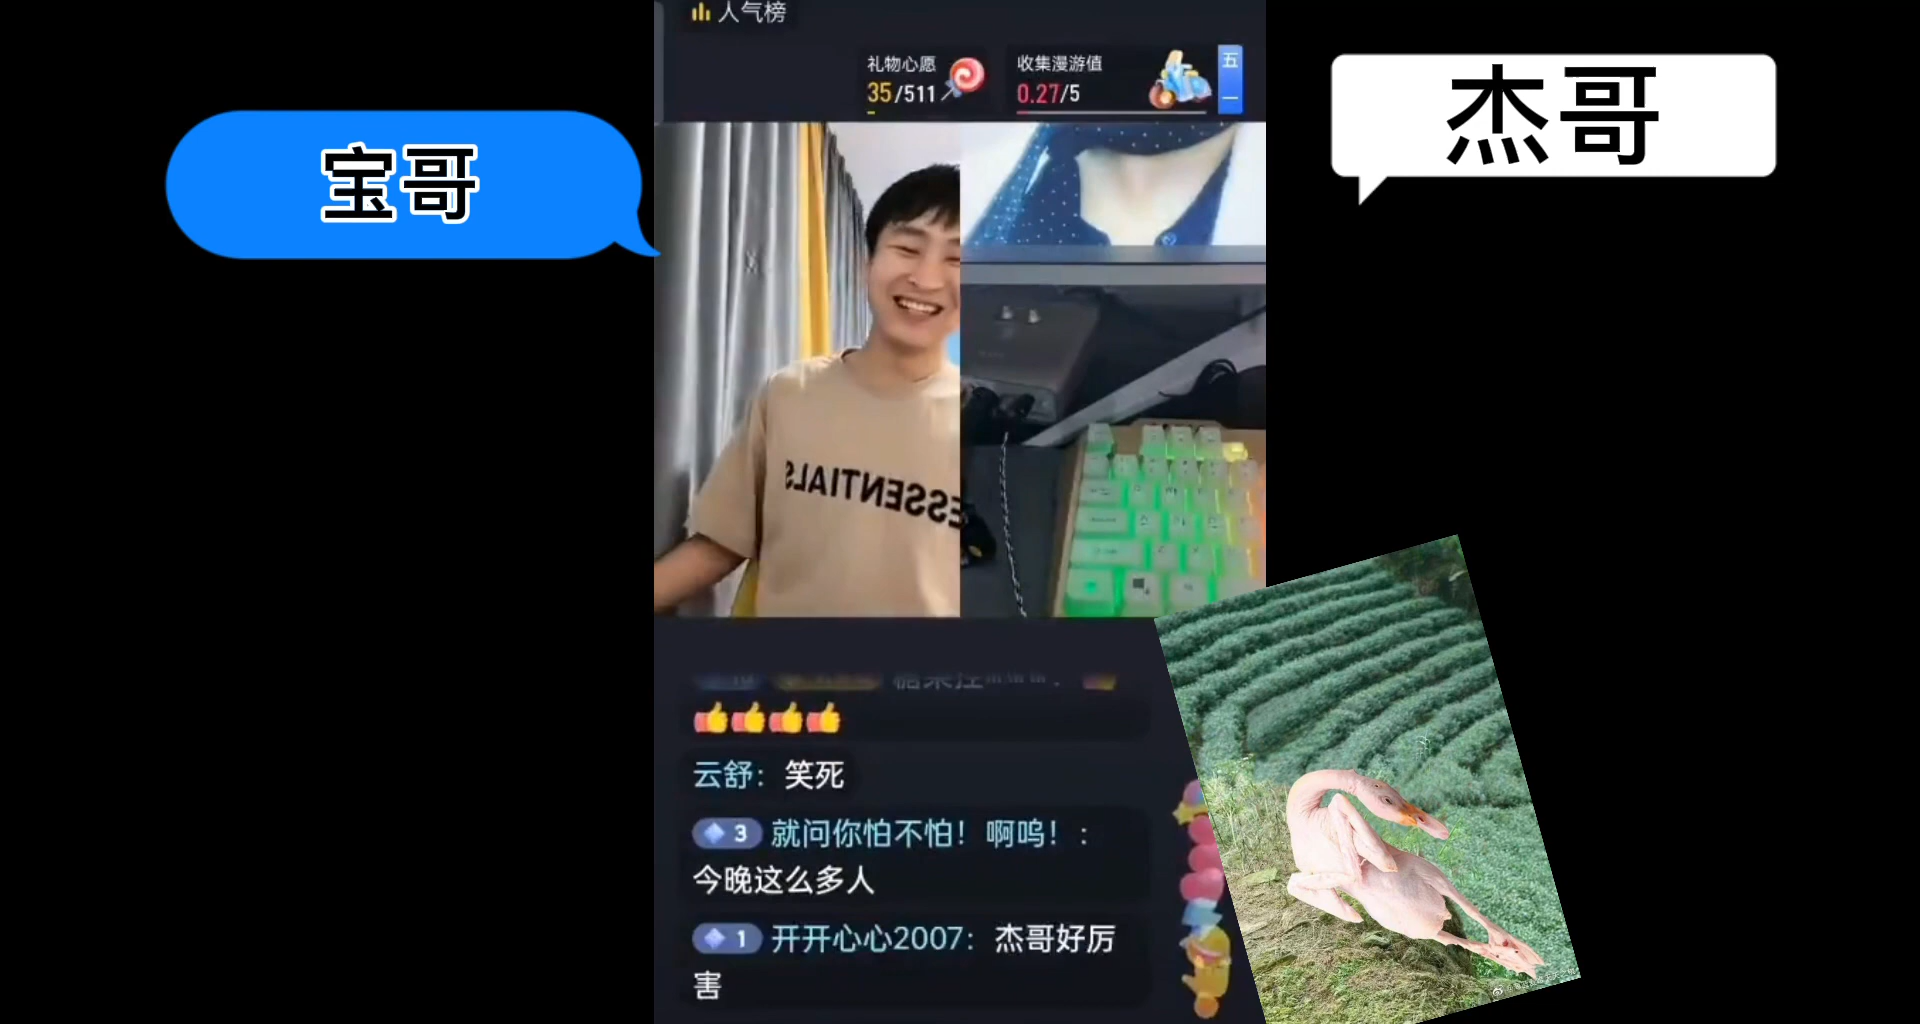 人气榜
礼物心愿
35/511
收集漫游值
0.27/5
五一
宝哥
杰哥
ESSENTIALS
云舒：笑死
3 就问你怕不怕！啊呜！：
今晚这么多人
1 开开心心2007：杰哥好厉
害